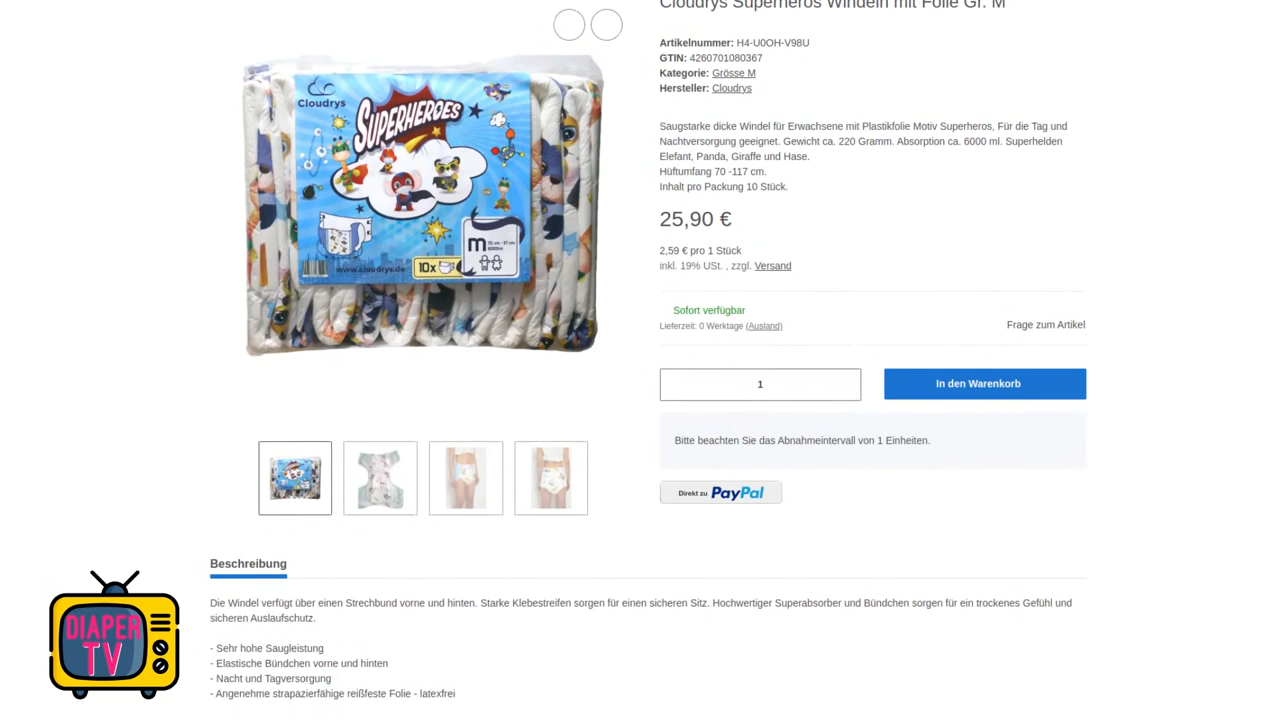 Cloudrys Superheros Windeln mit Folie Gr. M
Artikelnummer: H4-U0OH-V98U
GTIN: 4260701080367
Kategorie: Grösse M
Hersteller: Cloudrys
Saugstarke dicke Windel für Erwachsene mit Plastikfolie Motiv Superheros, Für die Tag und
Nachtversorgung geeignet. Gewicht ca. 220 Gramm. Absorption ca. 6000 ml. Superhelden
Elefant, Panda, Giraffe und Hase.
Hüftumfang 70 -117 cm.
Inhalt pro Packung 10 Stück.
25,90 €
2,59 € pro 1 Stück
inkl. 19% USt. , zzgl. Versand
Sofort verfügbar
Lieferzeit: 0 Werktage (Ausland)
Frage zum Artikel
1
In den Warenkorb
Bitte beachten Sie das Abnahmeintervall von 1 Einheiten.
Direkt zu PayPal
Cloudrys
SUPERHEROES
M
www.cloudrys.de
10x
Beschreibung
Die Windel verfügt über einen Strechbund vorne und hinten. Starke Klebestreifen sorgen für einen sicheren Sitz. Hochwertiger Superabsorber und Bündchen sorgen für ein trockenes Gefühl und
sicheren Auslaufschutz.
- Sehr hohe Saugleistung
- Elastische Bündchen vorne und hinten
- Nacht und Tagversorgung
- Angenehme strapazierfähige reißfeste Folie - latexfrei
DIAPER
TV